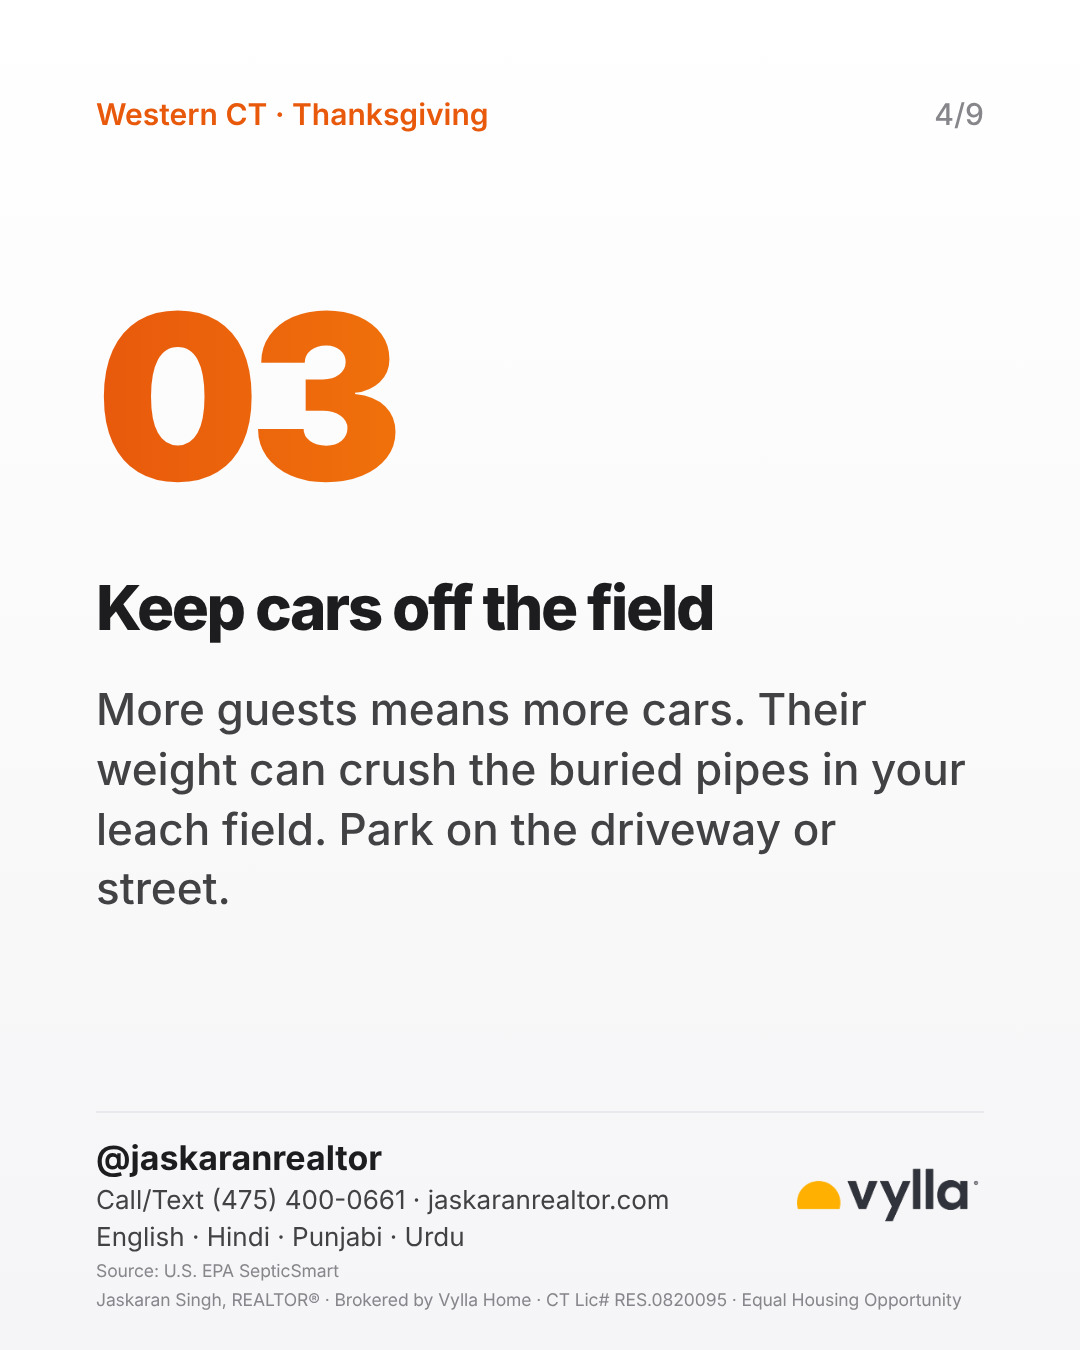 Western CT · Thanksgiving
4/9
03
Keep cars off the field
More guests means more cars. Their
weight can crush the buried pipes in your
leach field. Park on the driveway or
street.
@jaskaranrealtor
Call/Text (475) 400-0661 · jaskaranrealtor.com
English · Hindi · Punjabi · Urdu
vylla
Source: U.S. EPA SepticSmart
Jaskaran Singh, REALTOR® · Brokered by Vylla Home · CT Lic# RES.0820095 · Equal Housing Opportunity